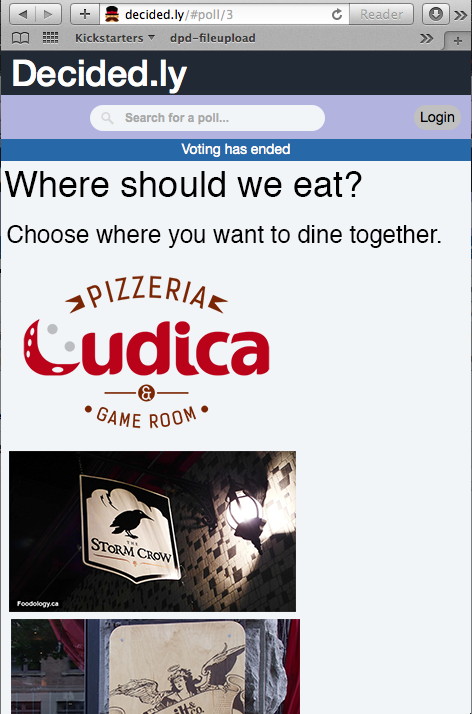 decided.ly/#poll/3
Reader
Kickstarters
dpd-fileupload
Decided.ly
Search for a poll...
Login
Voting has ended
Where should we eat?
Choose where you want to dine together.
PIZZERIA
Ludica
&
GAME ROOM
THE
STORM CROW
Foodology.ca
& Co.